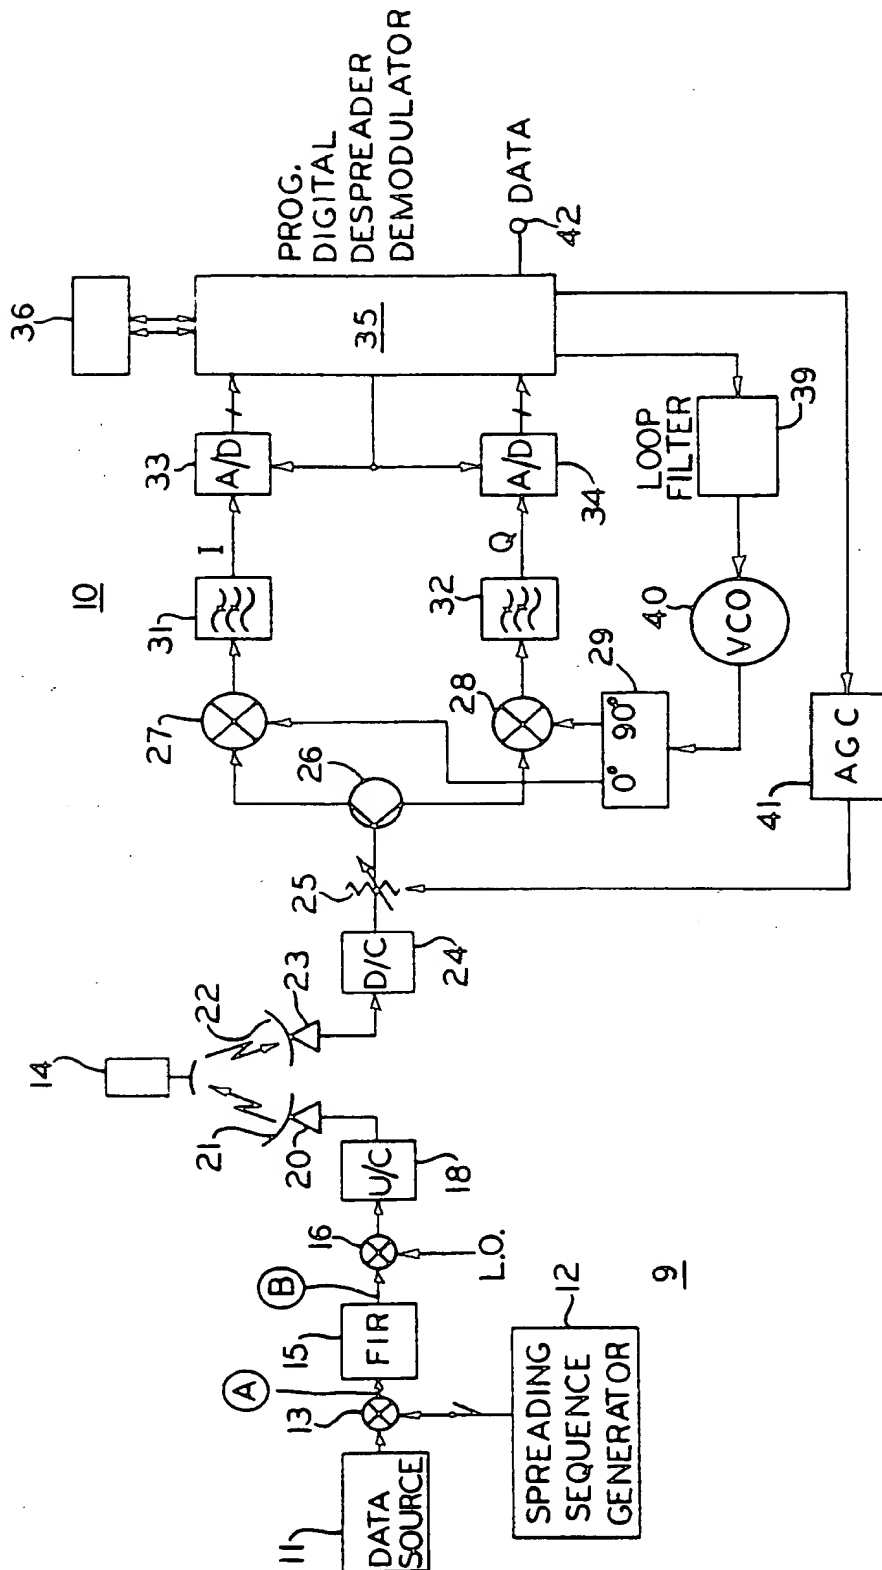 11
DATA
SOURCE
13
A
15
FIR
B
16
L.O.
18
U/C
12
SPREADING
SEQUENCE
GENERATOR
9
20
21
14
22
23
24
D/C
25
26
10
27
28
29
0° 90°
31
32
I
Q
33
A/D
34
A/D
35
36
PROG.
DIGITAL
DESPREADER
DEMODULATOR
DATA
42
LOOP
FILTER
39
40
VCO
41
AGC